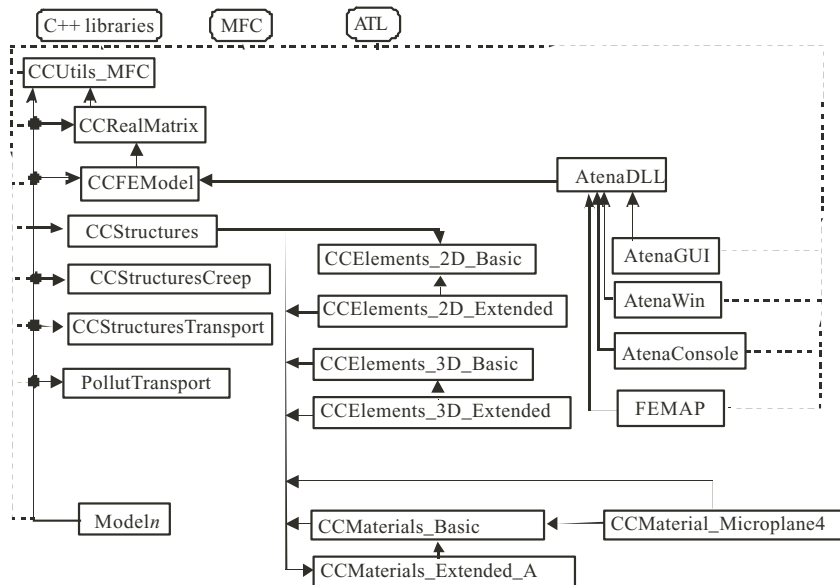 C++ libraries
MFC
ATL
CCUtils_MFC
CCRealMatrix
CCFEModel
AtenaDLL
CCStructures
CCElements_2D_Basic
AtenaGUI
CCStructuresCreep
CCElements_2D_Extended
AtenaWin
CCStructuresTransport
AtenaConsole
CCElements_3D_Basic
PollutTransport
CCElements_3D_Extended
FEMAP
Modeln
CCMaterials_Basic
CCMaterial_Microplane4
CCMaterials_Extended_A